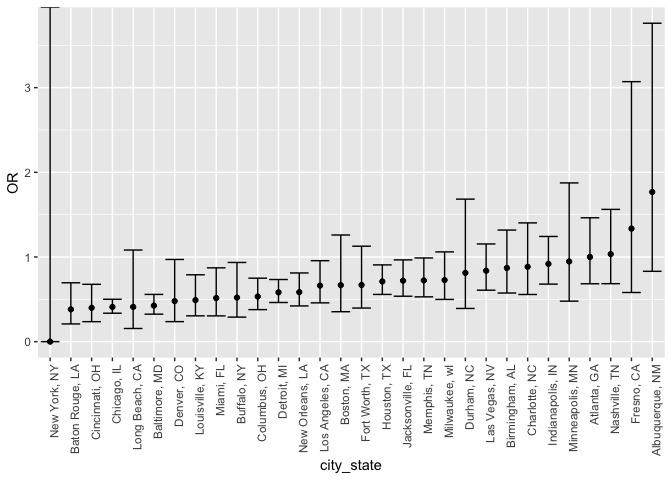 3
2
1
0
OR
New York, NY
Baton Rouge, LA
Cincinnati, OH
Chicago, IL
Long Beach, CA
Baltimore, MD
Denver, CO
Louisville, KY
Miami, FL
Buffalo, NY
Columbus, OH
Detroit, MI
New Orleans, LA
Los Angeles, CA
Boston, MA
Fort Worth, TX
Houston, TX
Jacksonville, FL
Memphis, TN
Milwaukee, wI
Durham, NC
Las Vegas, NV
Birmingham, AL
Charlotte, NC
Indianapolis, IN
Minneapolis, MN
Atlanta, GA
Nashville, TN
Fresno, CA
Albuquerque, NM
city_state